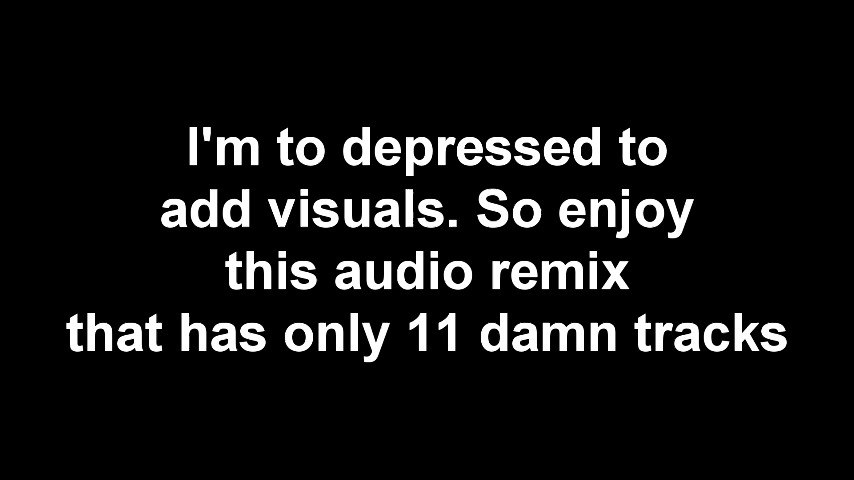 I'm to depressed to
add visuals. So enjoy
this audio remix
that has only 11 damn tracks